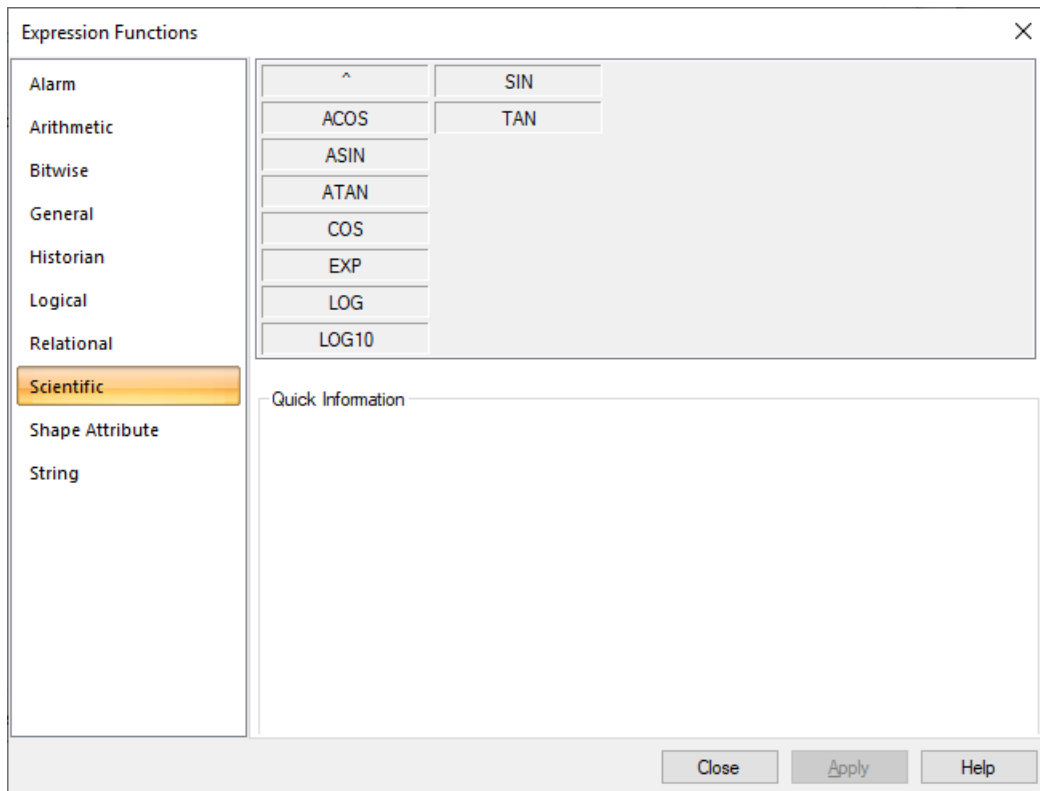 Expression Functions
Alarm
Arithmetic
Bitwise
General
Historian
Logical
Relational
Scientific
Shape Attribute
String
^
SIN
ACOS
TAN
ASIN
ATAN
COS
EXP
LOG
LOG10
Quick Information
Close
Apply
Help